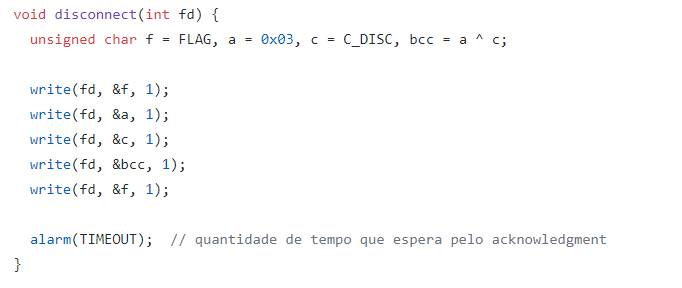 void disconnect(int fd) {
  unsigned char f = FLAG, a = 0x03, c = C_DISC, bcc = a ^ c;

  write(fd, &f, 1);
  write(fd, &a, 1);
  write(fd, &c, 1);
  write(fd, &bcc, 1);
  write(fd, &f, 1);

  alarm(TIMEOUT);  // quantidade de tempo que espera pelo acknowledgment
}